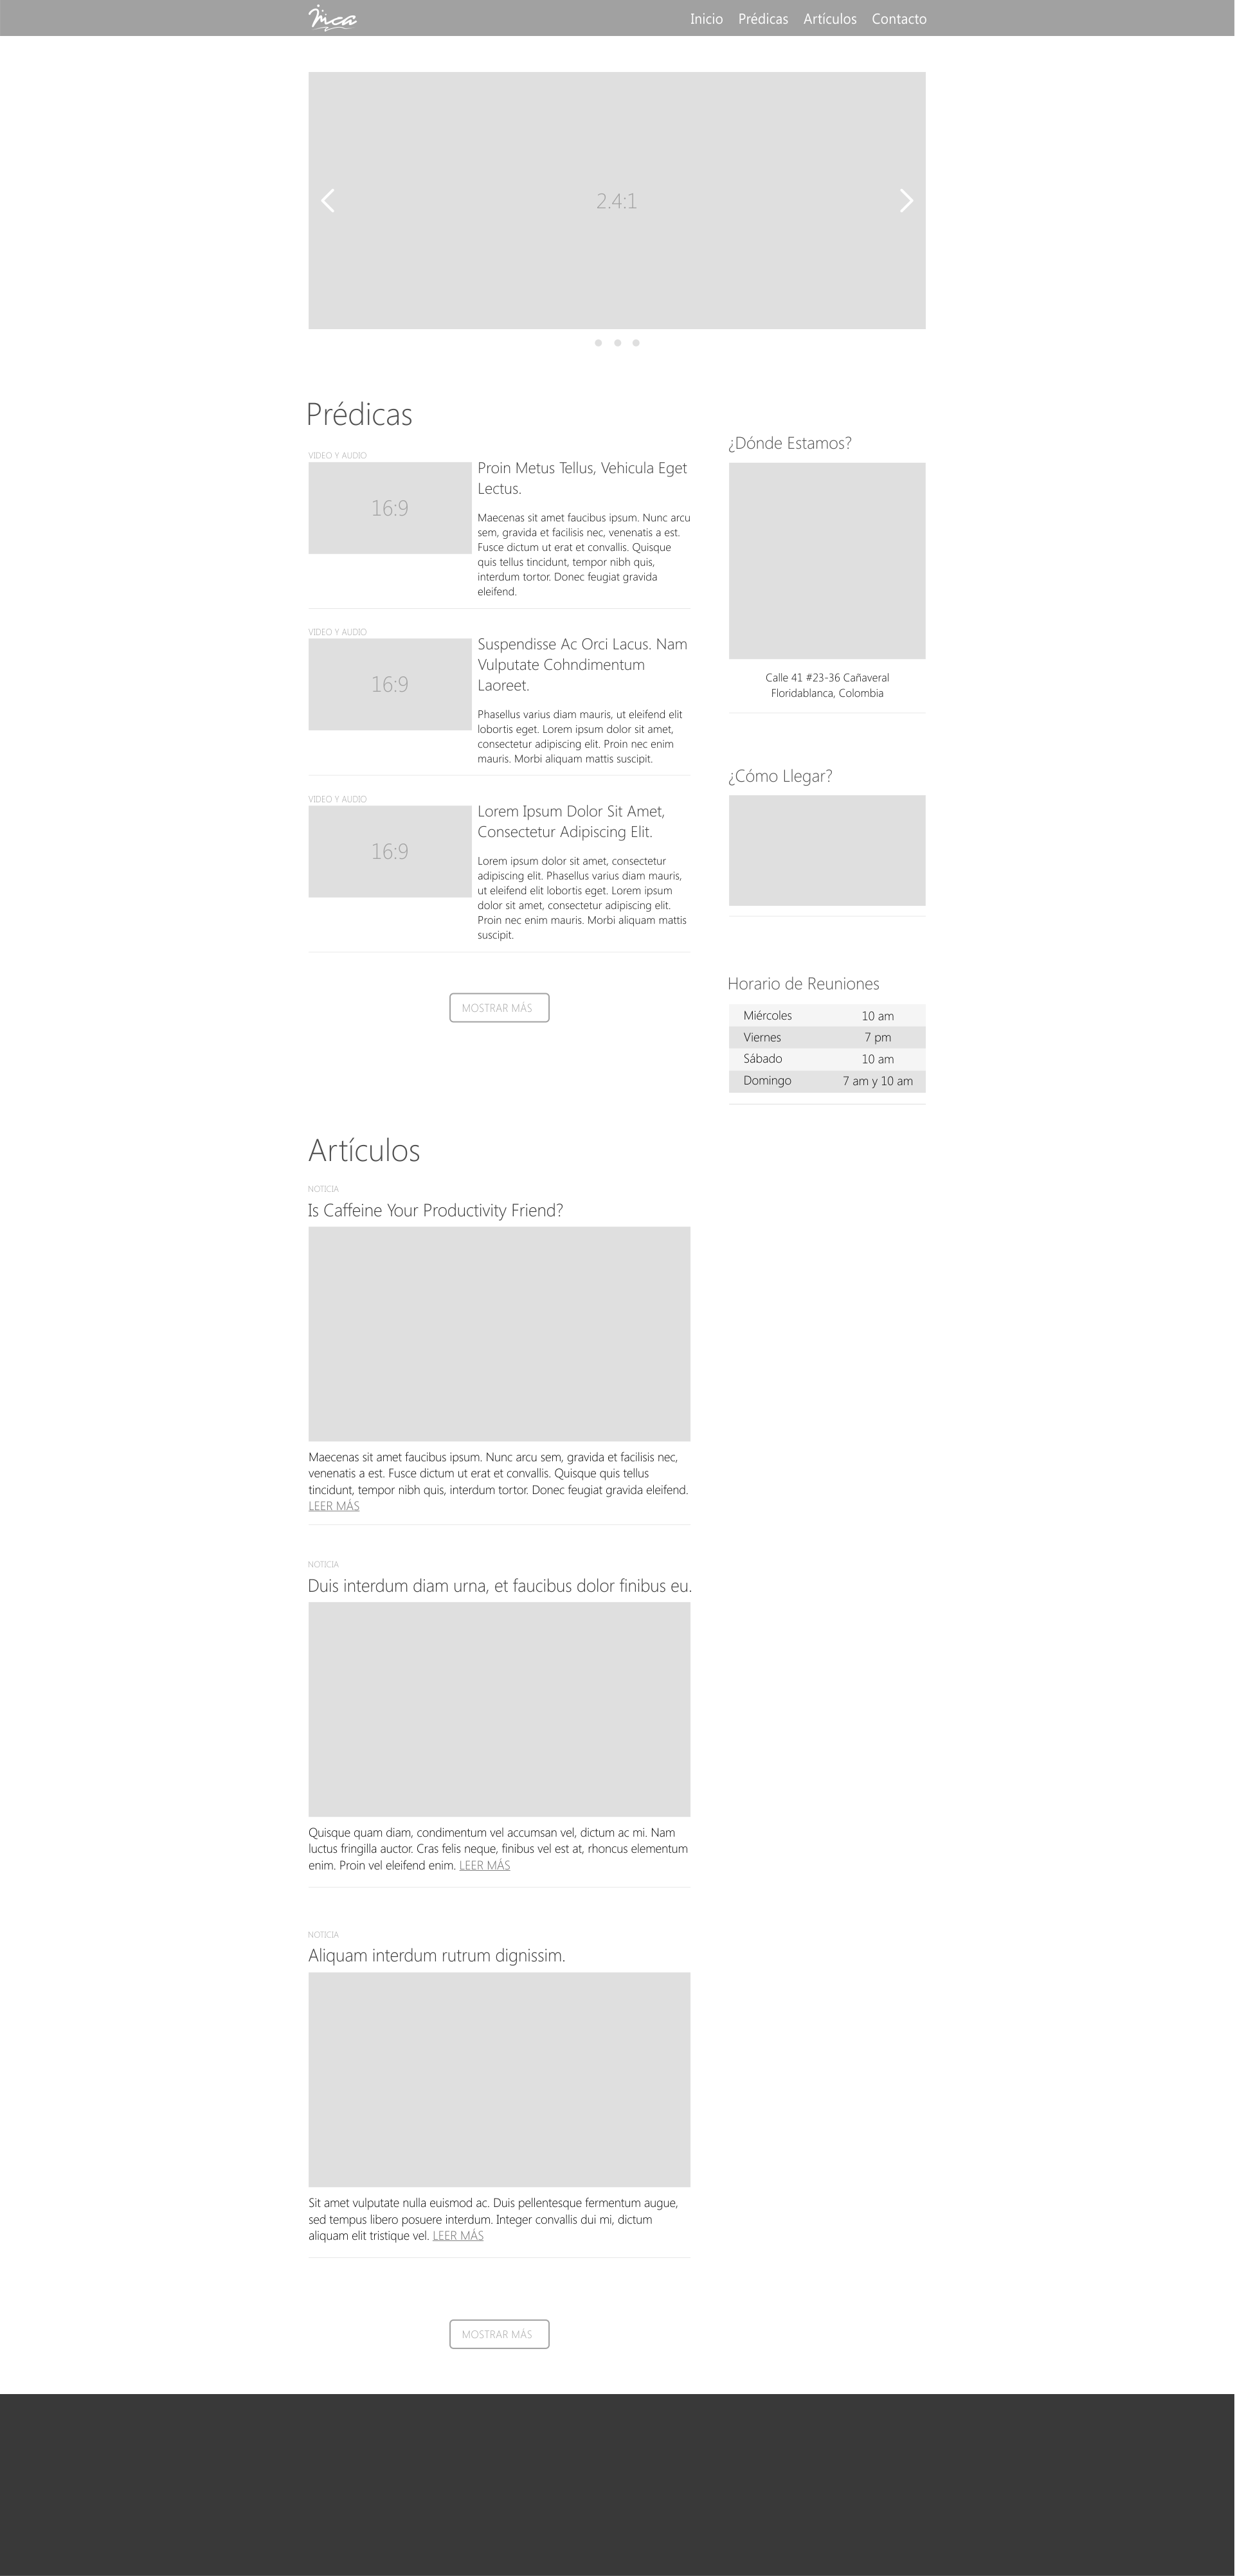 mca
Inicio Prédicas Artículos Contacto
2.4:1
Prédicas
VIDEO Y AUDIO
16:9
Proin Metus Tellus, Vehicula Eget
Lectus.
Maecenas sit amet faucibus ipsum. Nunc arcu
sem, gravida et facilisis nec, venenatis a est.
Fusce dictum ut erat et convallis. Quisque
quis tellus tincidunt, tempor nibh quis,
interdum tortor. Donec feugiat gravida
eleifend.
VIDEO Y AUDIO
16:9
Suspendisse Ac Orci Lacus. Nam
Vulputate Cohndimentum
Laoreet.
Phasellus varius diam mauris, ut eleifend elit
lobortis eget. Lorem ipsum dolor sit amet,
consectetur adipiscing elit. Proin nec enim
mauris. Morbi aliquam mattis suscipit.
VIDEO Y AUDIO
16:9
Lorem Ipsum Dolor Sit Amet,
Consectetur Adipiscing Elit.
Lorem ipsum dolor sit amet, consectetur
adipiscing elit. Phasellus varius diam mauris,
ut eleifend elit lobortis eget. Lorem ipsum
dolor sit amet, consectetur adipiscing elit.
Proin nec enim mauris. Morbi aliquam mattis
suscipit.
MOSTRAR MÁS
¿Dónde Estamos?
Calle 41 #23-36 Cañaveral
Floridablanca, Colombia
¿Cómo Llegar?
Horario de Reuniones
Miércoles 10 am
Viernes 7 pm
Sábado 10 am
Domingo 7 am y 10 am
Artículos
NOTICIA
Is Caffeine Your Productivity Friend?
Maecenas sit amet faucibus ipsum. Nunc arcu sem, gravida et facilisis nec,
venenatis a est. Fusce dictum ut erat et convallis. Quisque quis tellus
tincidunt, tempor nibh quis, interdum tortor. Donec feugiat gravida eleifend.
LEER MÁS
NOTICIA
Duis interdum diam urna, et faucibus dolor finibus eu.
Quisque quam diam, condimentum vel accumsan vel, dictum ac mi. Nam
luctus fringilla auctor. Cras felis neque, finibus vel est at, rhoncus elementum
enim. Proin vel eleifend enim. LEER MÁS
NOTICIA
Aliquam interdum rutrum dignissim.
Sit amet vulputate nulla euismod ac. Duis pellentesque fermentum augue,
sed tempus libero posuere interdum. Integer convallis dui mi, dictum
aliquam elit tristique vel. LEER MÁS
MOSTRAR MÁS